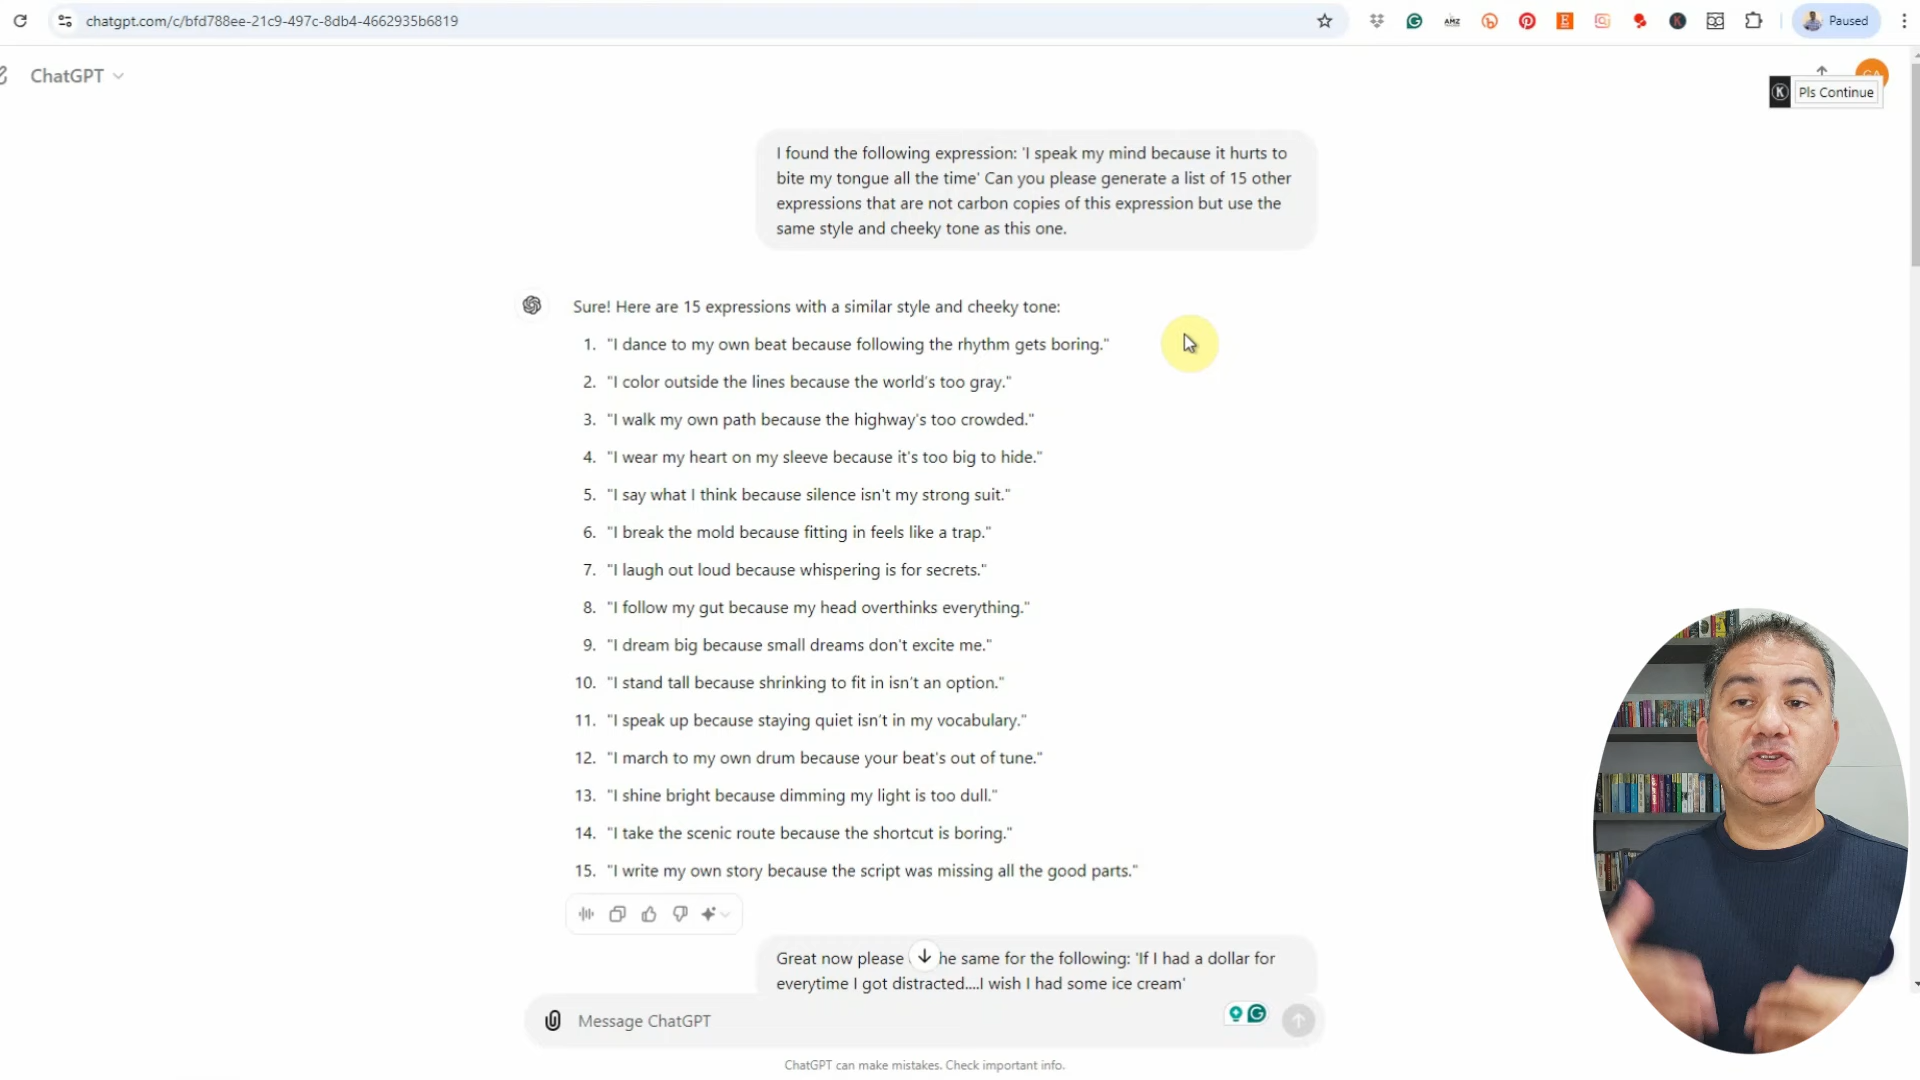 chatgpt.com/c/bfd788ee-21c9-497c-8db4-4662935b6819
AMZ
Paused
ChatGPT
K Pls Continue
I found the following expression: 'I speak my mind because it hurts to
bite my tongue all the time' Can you please generate a list of 15 other
expressions that are not carbon copies of this expression but use the
same style and cheeky tone as this one.
Sure! Here are 15 expressions with a similar style and cheeky tone:
1. "I dance to my own beat because following the rhythm gets boring."
2. "I color outside the lines because the world's too gray."
3. "I walk my own path because the highway's too crowded."
4. "I wear my heart on my sleeve because it's too big to hide."
5. "I say what I think because silence isn't my strong suit."
6. "I break the mold because fitting in feels like a trap."
7. "I laugh out loud because whispering is for secrets."
8. "I follow my gut because my head overthinks everything."
9. "I dream big because small dreams don't excite me."
10. "I stand tall because shrinking to fit in isn't an option."
11. "I speak up because staying quiet isn't in my vocabulary."
12. "I march to my own drum because your beat's out of tune."
13. "I shine bright because dimming my light is too dull."
14. "I take the scenic route because the shortcut is boring."
15. "I write my own story because the script was missing all the good parts."
Great now please he same for the following: 'If I had a dollar for
everytime I got distracted....I wish I had some ice cream'
Message ChatGPT
ChatGPT can make mistakes. Check important info.